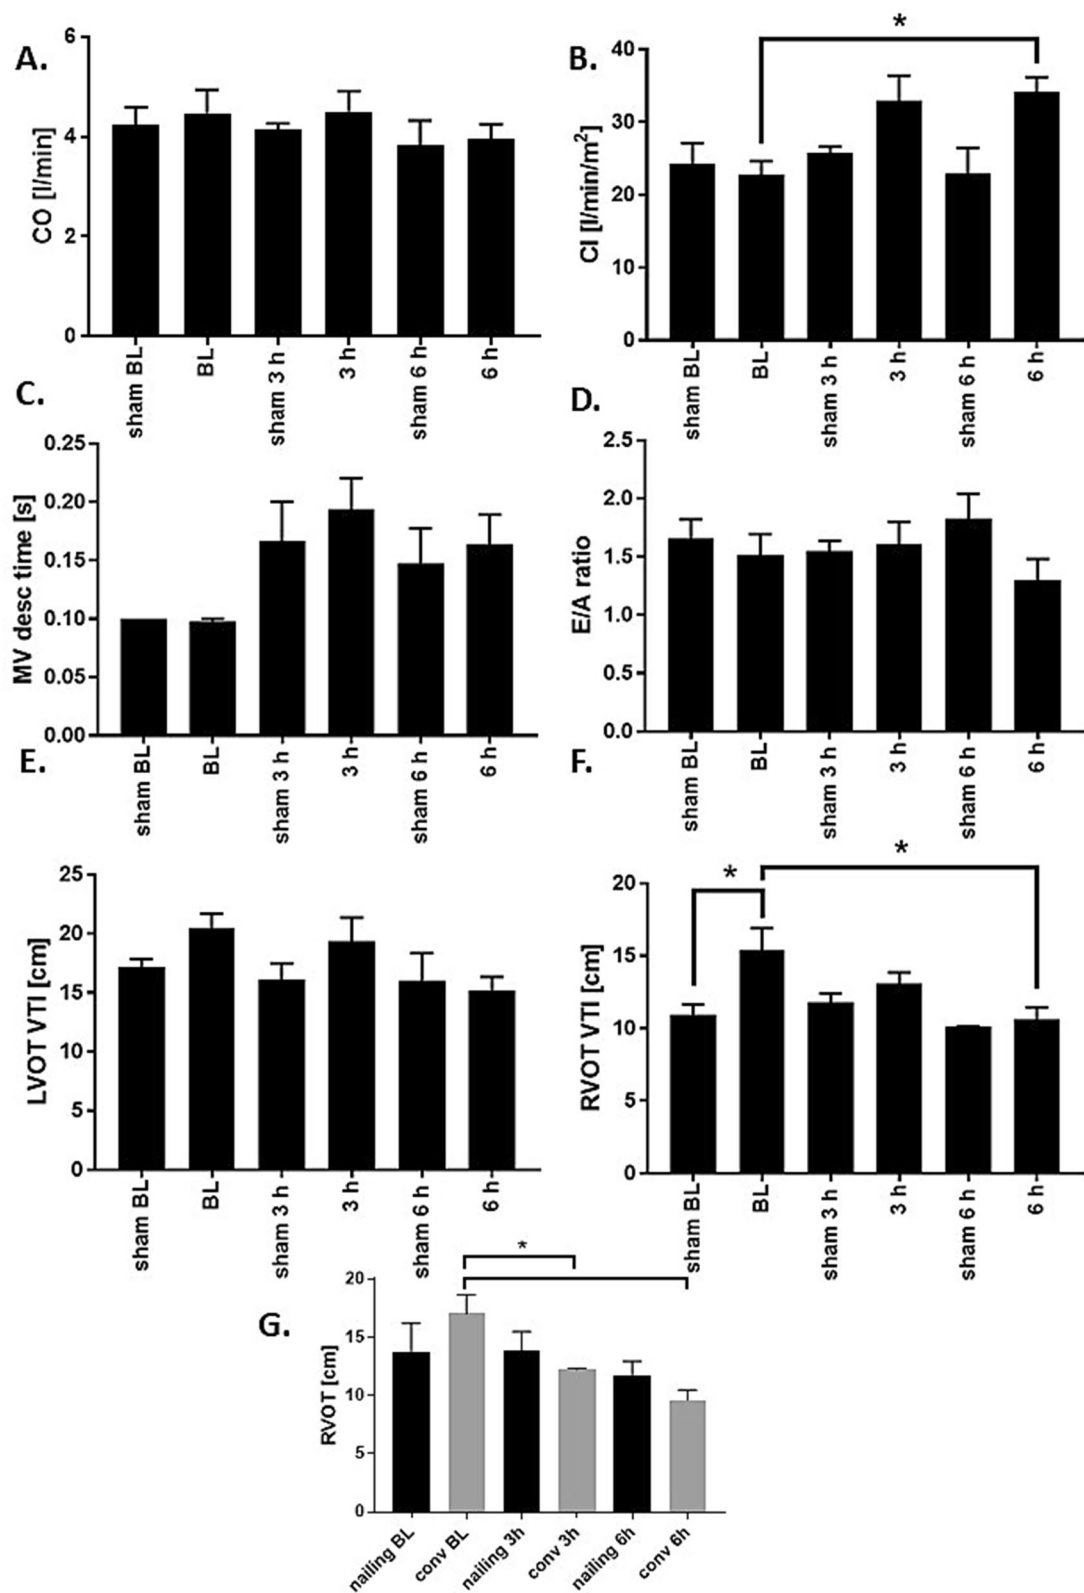 A.
CO [l/min]
6
4
2
0
sham BL
BL
sham 3 h
3 h
sham 6 h
6 h
B.
*
CI [l/min/m²]
40
30
20
10
0
sham BL
BL
sham 3 h
3 h
sham 6 h
6 h
C.
MV desc time [s]
0.25
0.20
0.15
0.10
0.05
0.00
sham BL
BL
sham 3 h
3 h
sham 6 h
6 h
D.
E/A ratio
2.5
2.0
1.5
1.0
0.5
0.0
sham BL
BL
sham 3 h
3 h
sham 6 h
6 h
E.
LVOT VTI [cm]
25
20
15
10
5
0
sham BL
BL
sham 3 h
3 h
sham 6 h
6 h
F.
*
*
RVOT VTI [cm]
20
15
10
5
0
sham BL
BL
sham 3 h
3 h
sham 6 h
6 h
G.
*
RVOT [cm]
20
15
10
5
0
nailing BL
conv BL
nailing 3h
conv 3h
nailing 6h
conv 6h